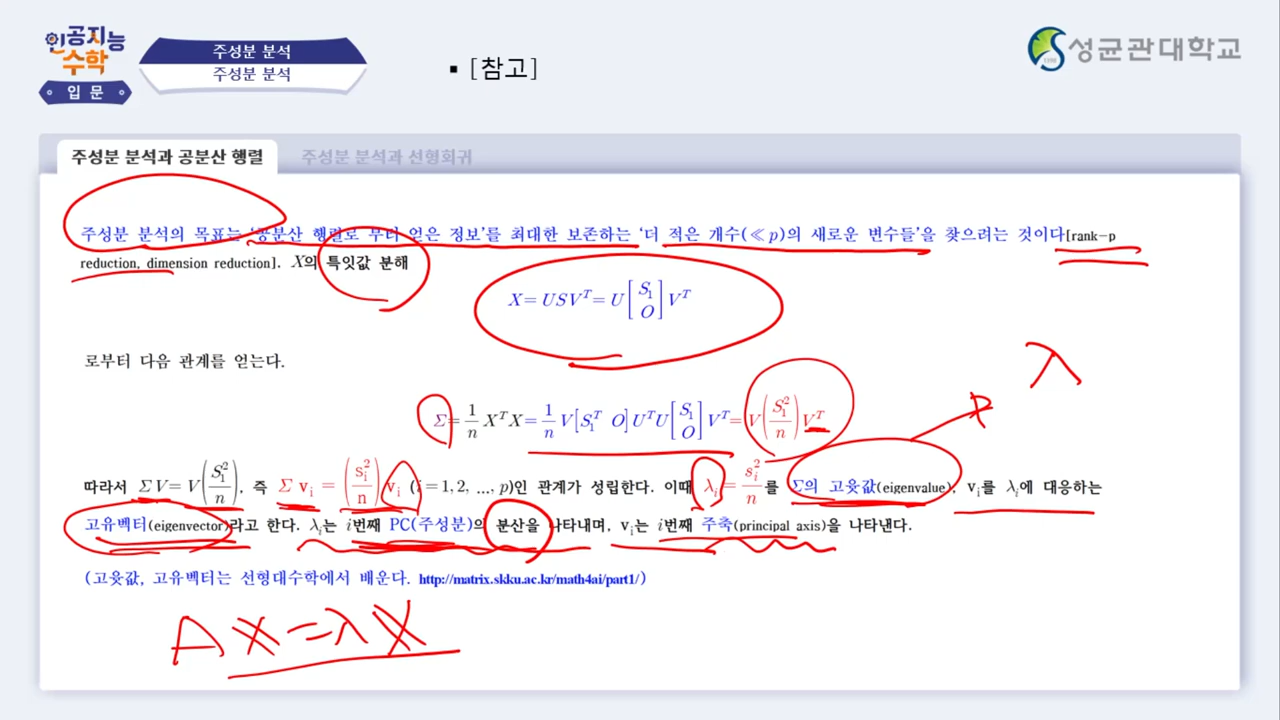 인공지능
수학
입문
주성분 분석
주성분 분석
▪ [참고]
성균관대학교
주성분 분석과 공분산 행렬
주성분 분석과 선형회귀
주성분 분석의 목표는 ‘공분산 행렬로 부터 얻은 정보’를 최대한 보존하는 ‘더 적은 개수(≪p)의 새로운 변수들’을 찾으려는 것이다[rank-p
reduction, dimension reduction]. X의 특잇값 분해
X = USV^T = U [S_1 O] V^T
로부터 다음 관계를 얻는다.
λ
Σ = 1/n X^T X = 1/n V[S_1^T O] U^T U [S_1 O] V^T = V(S_1^2/n) V^T
따라서 Σ V = V(S_1^2/n), 즉 Σ v_i = (s_i^2/n) v_i (i = 1, 2, ..., p)인 관계가 성립한다. 이때 λ_i = s_i^2/n 를 Σ의 고윳값(eigenvalue), v_i를 λ_i에 대응하는
고유벡터(eigenvector)라고 한다. λ_i는 i번째 PC(주성분)의 분산을 나타내며, v_i는 i번째 주축(principal axis)을 나타낸다.
(고윳값, 고유벡터는 선형대수학에서 배운다. http://matrix.skku.ac.kr/math4ai/part1/)
A X = λ X